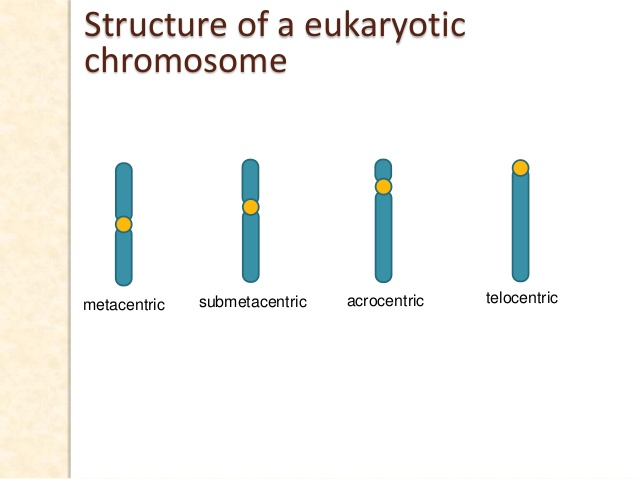 Structure of a eukaryotic
chromosome
metacentric
submetacentric
acrocentric
telocentric